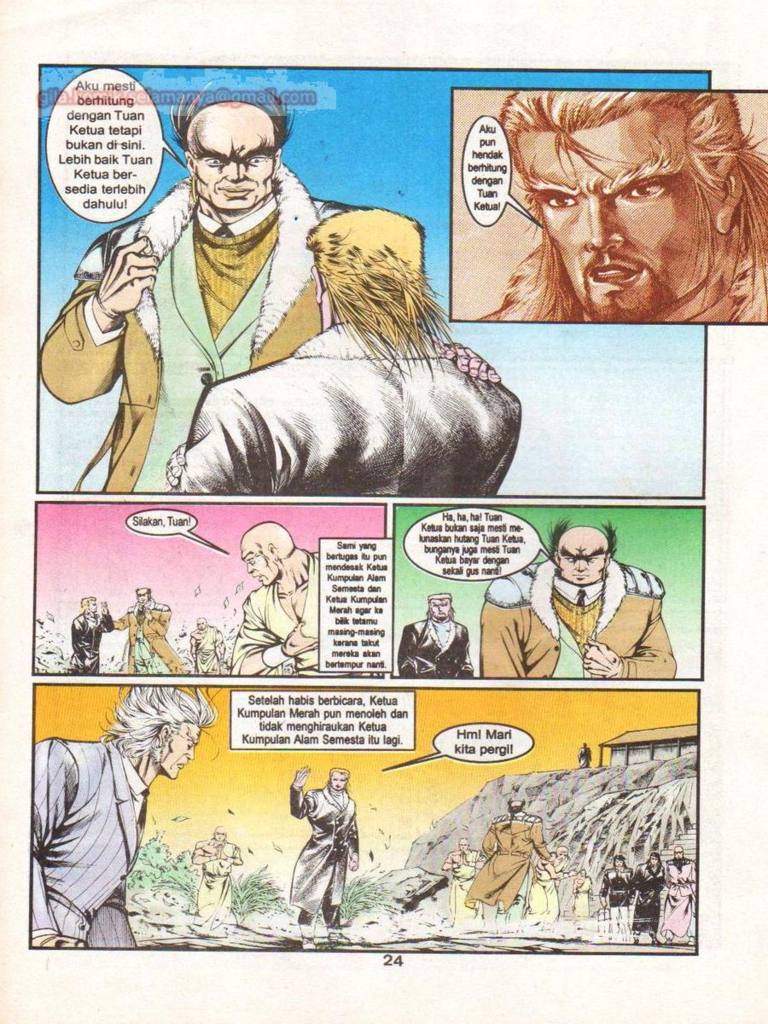 Aku mesti
berhitung
dengan Tuan
Ketua tetapi
bukan di sini.
Lebih baik Tuan
Ketua ber-
sedia terlebih
dahulu!
Aku
pun
hendak
berhitung
dengan
Tuan
Ketua!
Silakan, Tuan!
Sami yang
bertugas itu pun
mendesak Ketua
Kumpulan Alam
Semesta dan
Ketua Kumpulan
Merah agar ke
bilik tetamu
masing-masing
kerana takut
mereka akan
bertempur nanti.
Ha, ha, ha! Tuan
Ketua bukan saja mesti me-
lunaskan hutang Tuan Ketua,
bunganya juga mesti Tuan
Ketua bayar dengan
sekali gus nanti!
Setelah habis berbicara, Ketua
Kumpulan Merah pun menoleh dan
tidak menghiraukan Ketua
Kumpulan Alam Semesta itu lagi.
Hm! Mari
kita pergi!
24